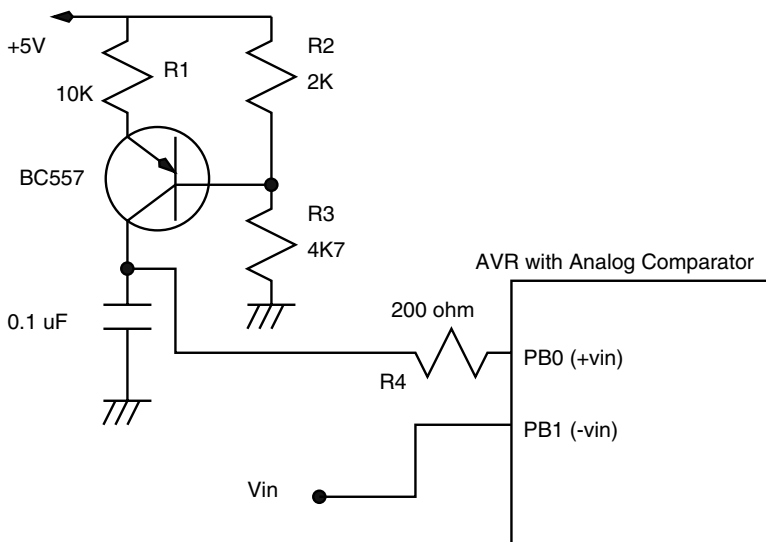 +5V
R1
10K
R2
2K
BC557
R3
4K7
0.1 uF
AVR with Analog Comparator
200 ohm
R4
PB0 (+vin)
PB1 (-vin)
Vin